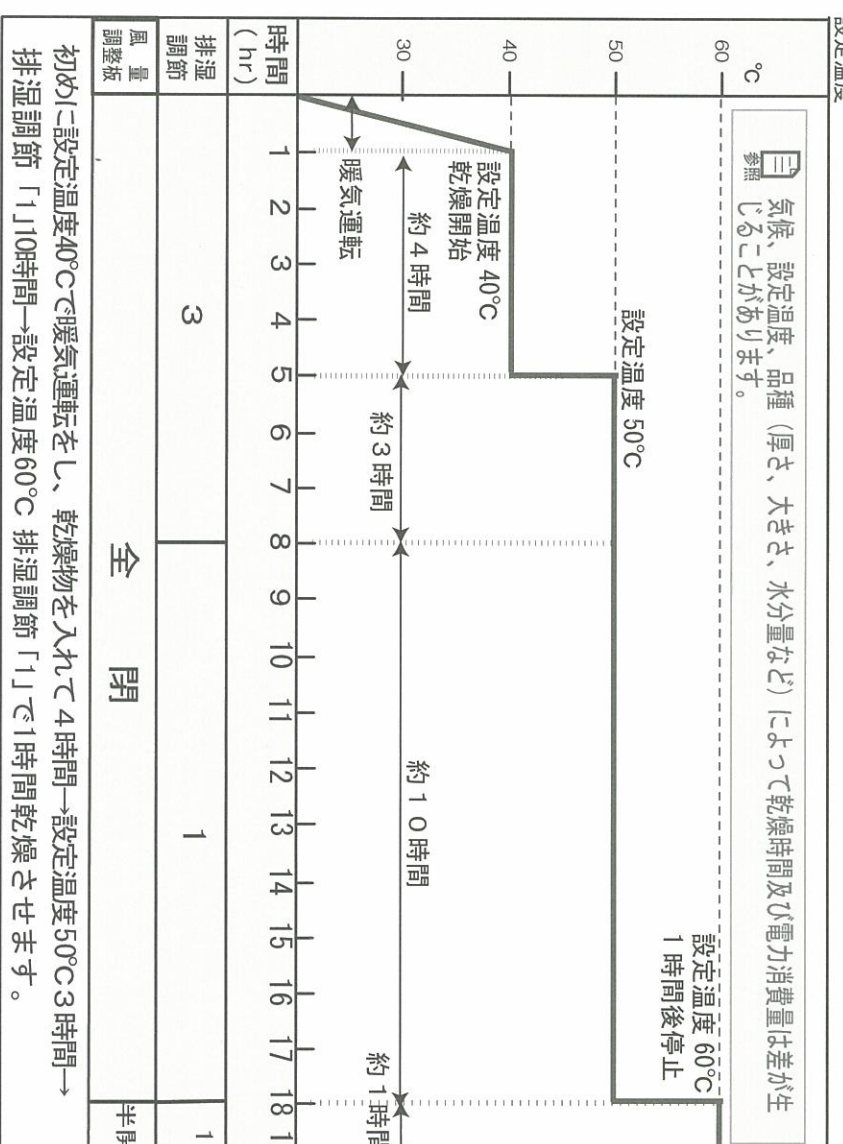 設定温度
℃
60
50
40
30
参照
気候、設定温度、品種（厚さ、大きさ、水分量など）によって乾燥時間及び電力消費量は差が生
じることがあります。
設定温度 60℃
1時間後停止
設定温度 50℃
設定温度 40℃
乾燥開始
約4時間
約3時間
約10時間
約1時間
暖気運転
時間
(hr)
1 2 3 4 5 6 7 8 9 10 11 12 13 14 15 16 17 18 1
排湿
調節
3
1
1
風量
調整板
全閉
半開
初めに設定温度40℃で暖気運転をし、乾燥物を入れて4時間→設定温度50℃3時間→
排湿調節「1」10時間→設定温度60℃ 排湿調節「1」で1時間乾燥させます。